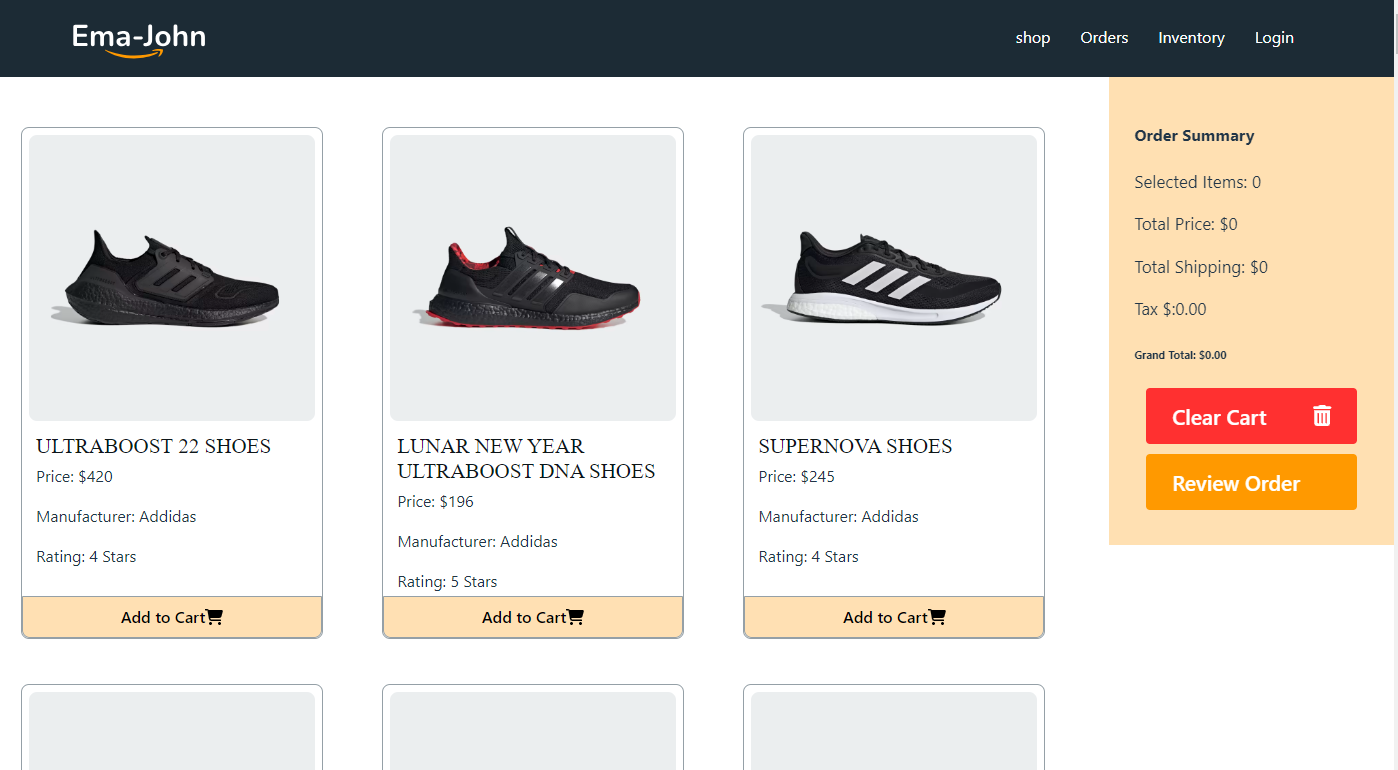 Ema-John
shop Orders Inventory Login
Order Summary
Selected Items: 0
Total Price: $0
Total Shipping: $0
Tax $:0.00
Grand Total: $0.00
Clear Cart
Review Order
ULTRABOOST 22 SHOES
Price: $420
Manufacturer: Addidas
Rating: 4 Stars
Add to Cart
LUNAR NEW YEAR
ULTRABOOST DNA SHOES
Price: $196
Manufacturer: Addidas
Rating: 5 Stars
Add to Cart
SUPERNOVA SHOES
Price: $245
Manufacturer: Addidas
Rating: 4 Stars
Add to Cart